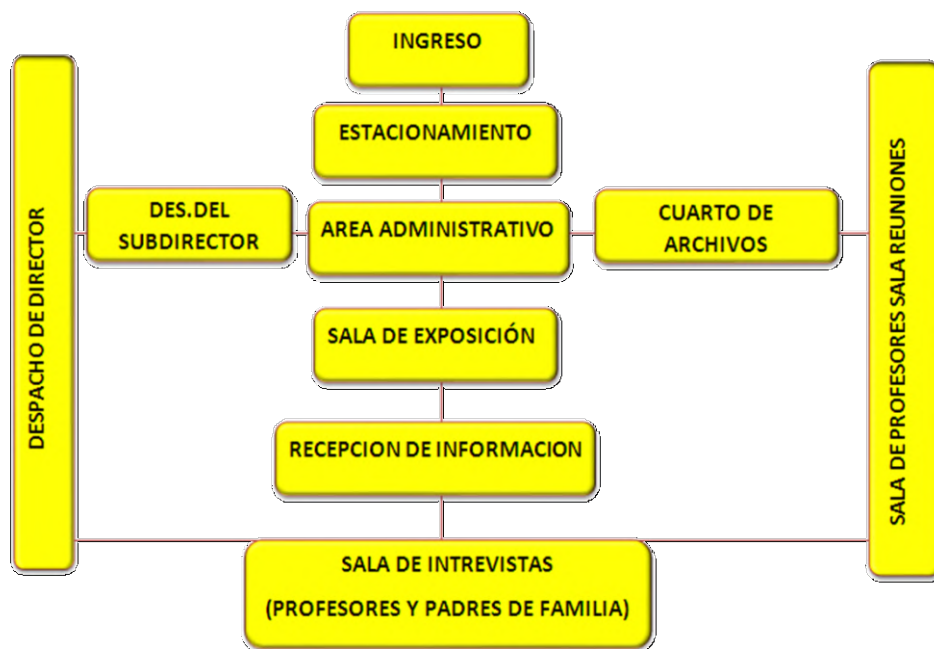 INGRESO
ESTACIONAMIENTO
DESPACHO DE DIRECTOR
DES.DEL
SUBDIRECTOR
AREA ADMINISTRATIVO
CUARTO DE
ARCHIVOS
SALA DE PROFESORES SALA REUNIONES
SALA DE EXPOSICIÓN
RECEPCION DE INFORMACION
SALA DE INTREVISTAS
(PROFESORES Y PADRES DE FAMILIA)